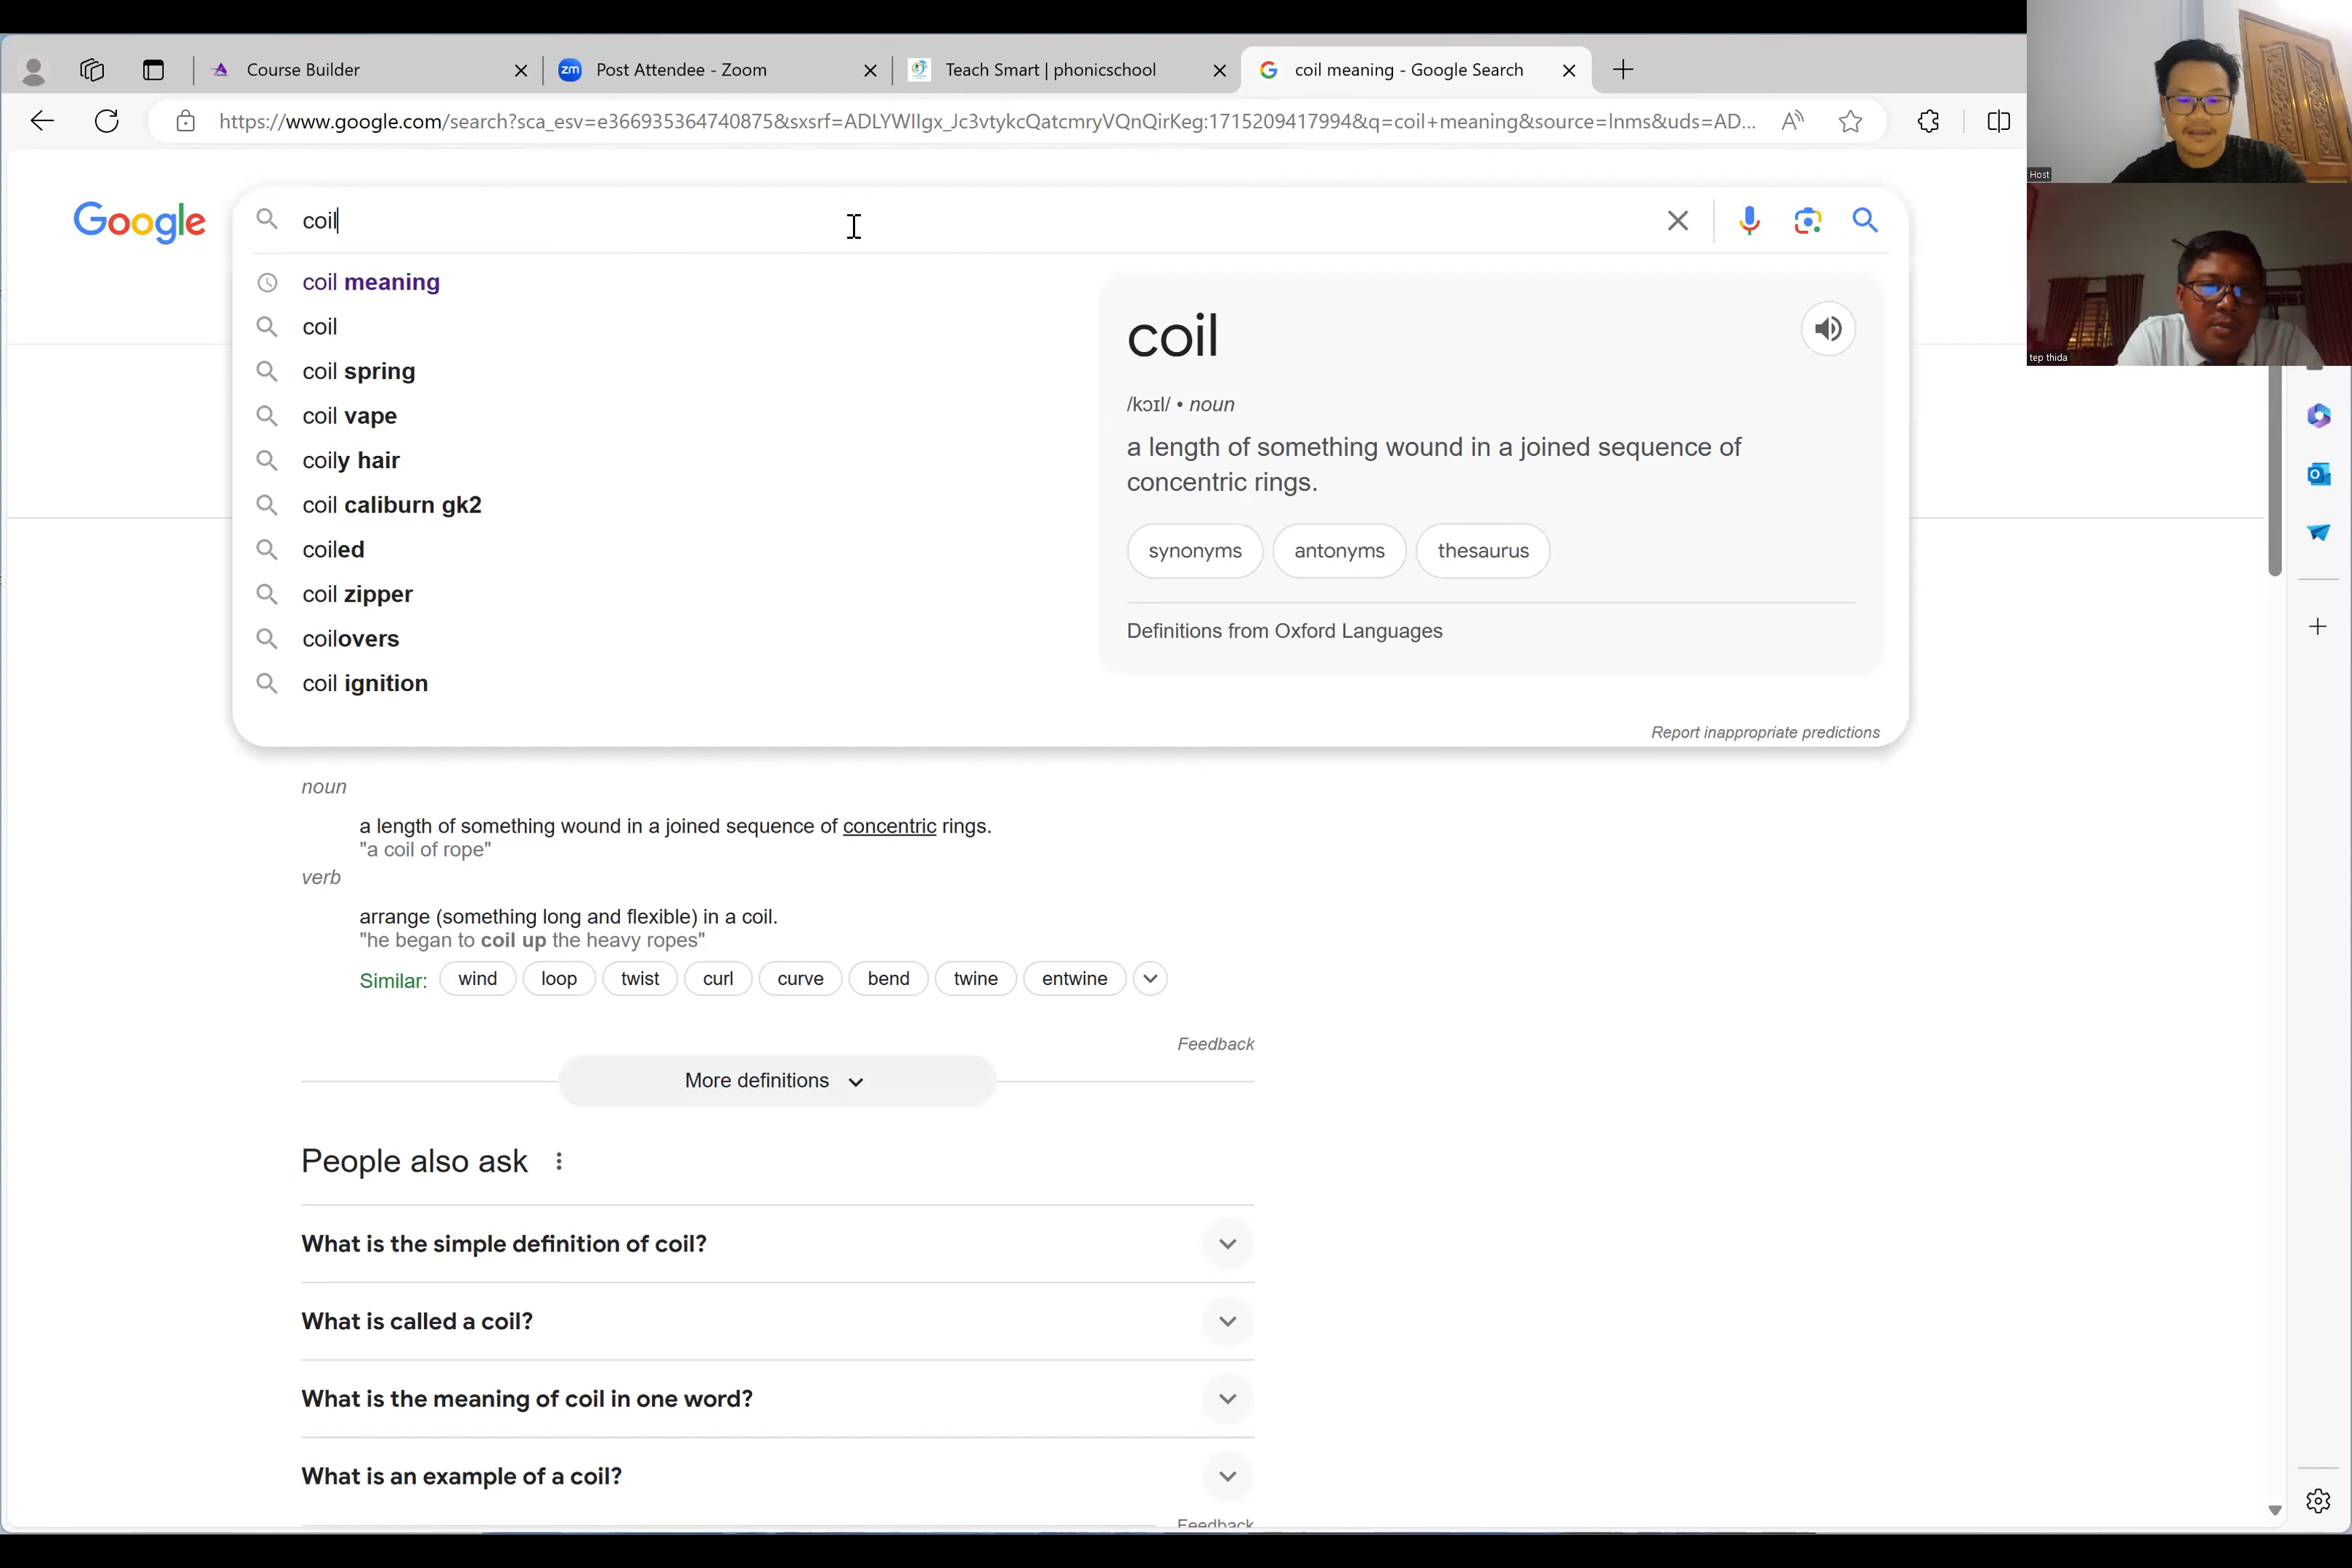 Course Builder
Post Attendee - Zoom
Teach Smart | phonicschool
coil meaning - Google Search
https://www.google.com/search?sca_esv=e366935364740875&sxsrf=ADLYWIIgx_Jc3vtykcQatcmryVQnQirKeg:1715209417994&q=coil+meaning&source=lnms&uds=AD...
Host
tep thida
Google
coil
coil meaning
coil
coil spring
coil vape
coily hair
coil caliburn gk2
coiled
coil zipper
coilovers
coil ignition
coil
/kɔɪl/ • noun
a length of something wound in a joined sequence of
concentric rings.
synonyms
antonyms
thesaurus
Definitions from Oxford Languages
Report inappropriate predictions
noun
a length of something wound in a joined sequence of concentric rings.
"a coil of rope"
verb
arrange (something long and flexible) in a coil.
"he began to coil up the heavy ropes"
Similar: wind loop twist curl curve bend twine entwine
Feedback
More definitions
People also ask
What is the simple definition of coil?
What is called a coil?
What is the meaning of coil in one word?
What is an example of a coil?
Feedback